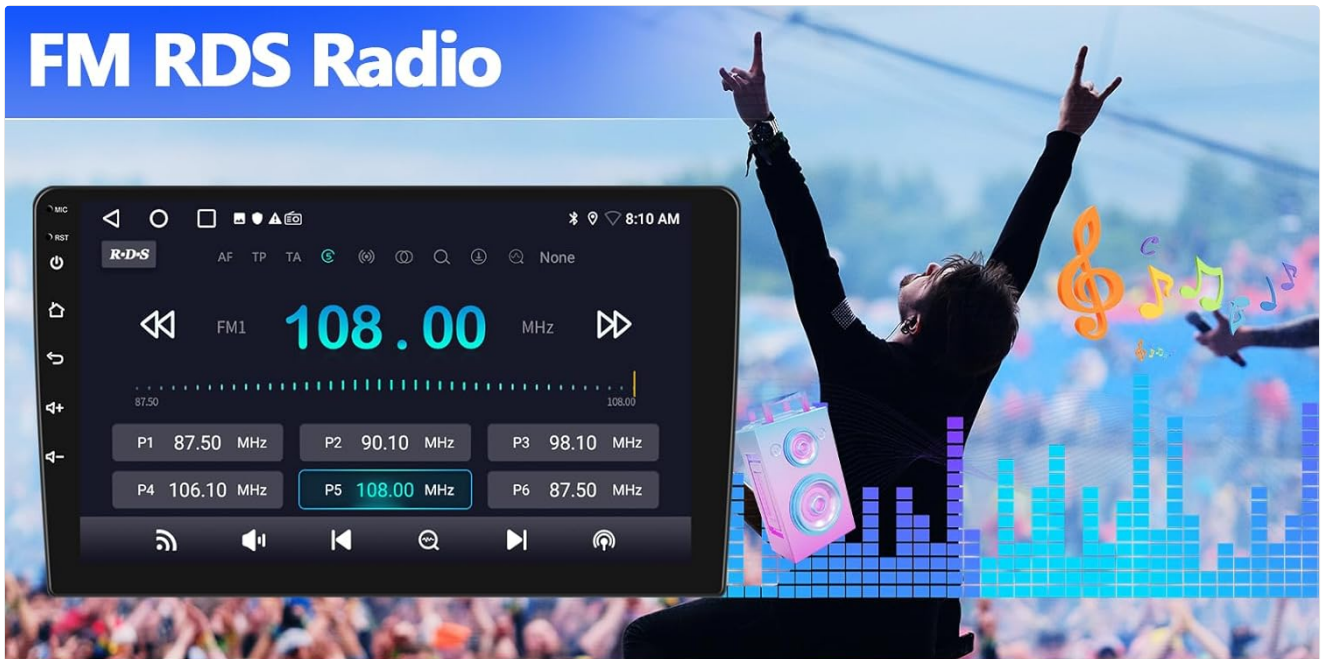 FM RDS Radio
MIC
RST
8:10 AM
R·D·S
AF TP TA None
FM1 108.00 MHz
87.50 108.00
P1 87.50 MHz P2 90.10 MHz P3 98.10 MHz
P4 106.10 MHz P5 108.00 MHz P6 87.50 MHz